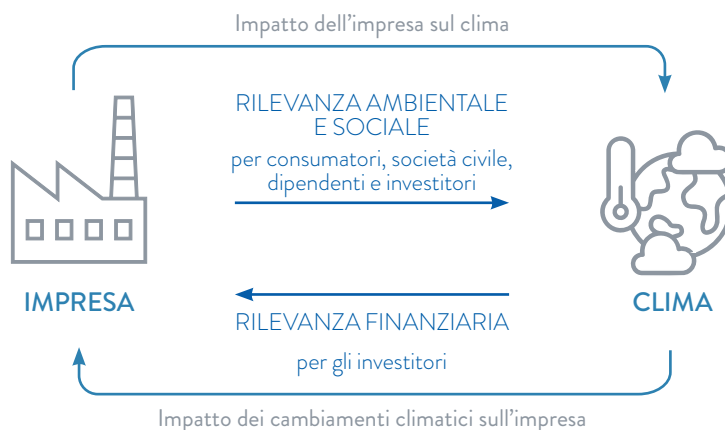 Impatto dell'impresa sul clima
RILEVANZA AMBIENTALE
E SOCIALE
per consumatori, società civile,
dipendenti e investitori
IMPRESA
CLIMA
RILEVANZA FINANZIARIA
per gli investitori
Impatto dei cambiamenti climatici sull'impresa